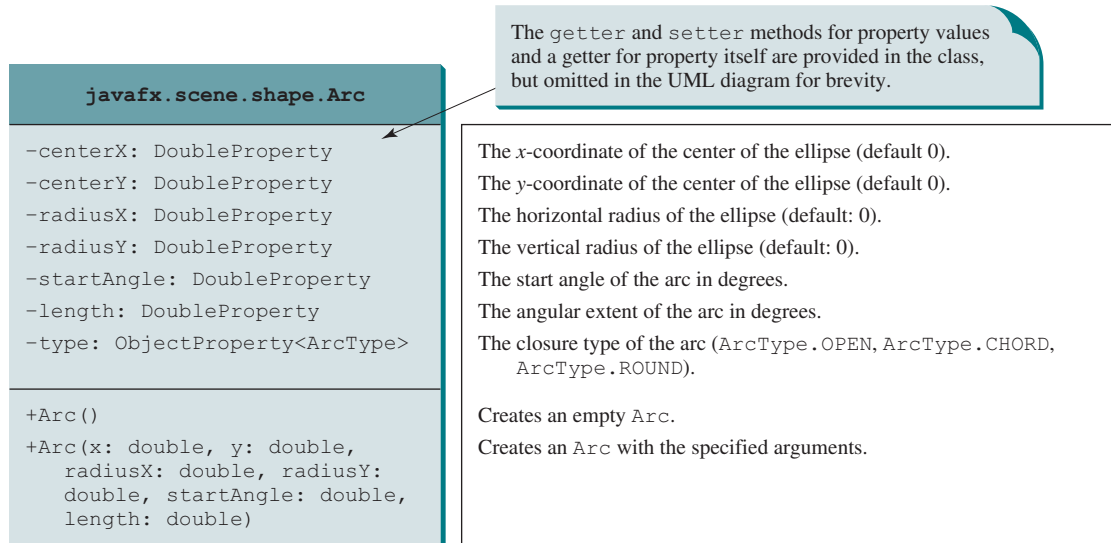 The getter and setter methods for property values
and a getter for property itself are provided in the class,
but omitted in the UML diagram for brevity.
javafx.scene.shape.Arc
-centerX: DoubleProperty
The x-coordinate of the center of the ellipse (default 0).
-centerY: DoubleProperty
The y-coordinate of the center of the ellipse (default 0).
-radiusX: DoubleProperty
The horizontal radius of the ellipse (default: 0).
-radiusY: DoubleProperty
The vertical radius of the ellipse (default: 0).
-startAngle: DoubleProperty
The start angle of the arc in degrees.
-length: DoubleProperty
The angular extent of the arc in degrees.
-type: ObjectProperty<ArcType>
The closure type of the arc (ArcType.OPEN, ArcType.CHORD,
ArcType.ROUND).
+Arc()
Creates an empty Arc.
+Arc(x: double, y: double,
Creates an Arc with the specified arguments.
radiusX: double, radiusY:
double, startAngle: double,
length: double)